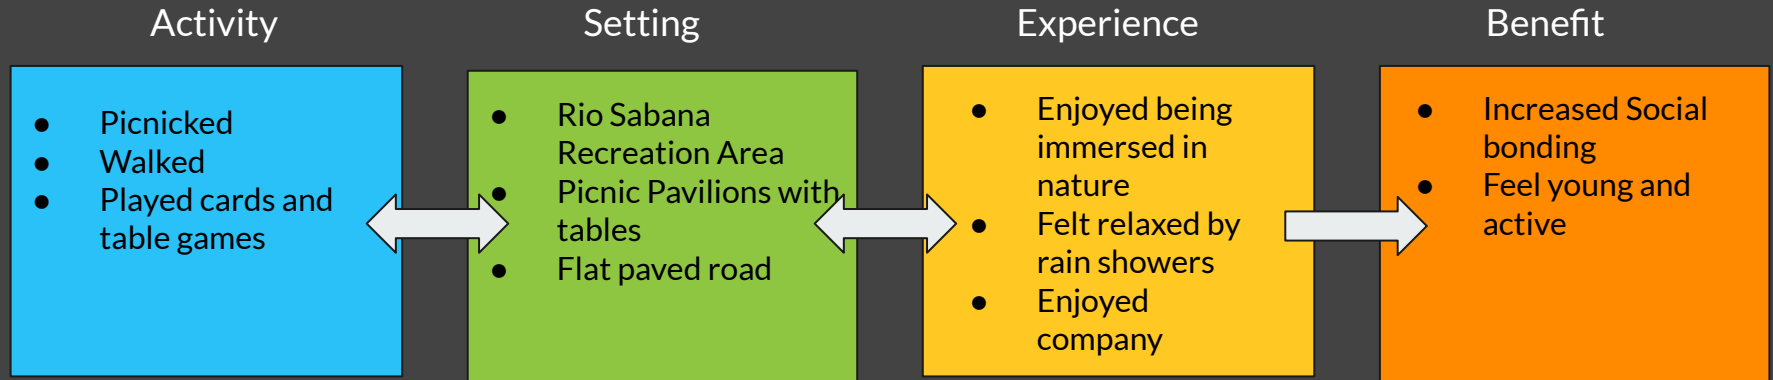 Activity
Setting
Experience
Benefit
● Picnicked
● Walked
● Played cards and
table games
● Rio Sabana
Recreation Area
● Picnic Pavilions with
tables
● Flat paved road
● Enjoyed being
immersed in
nature
● Felt relaxed by
rain showers
● Enjoyed
company
● Increased Social
bonding
● Feel young and
active